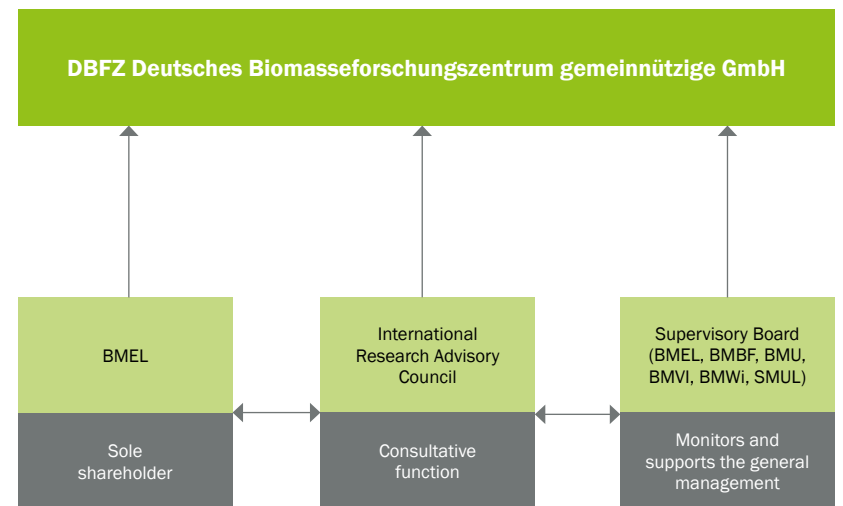 DBFZ Deutsches Biomasseforschungszentrum gemeinnützige GmbH
BMEL
Sole
shareholder
International
Research Advisory
Council
Consultative
function
Supervisory Board
(BMEL, BMBF, BMU,
BMVI, BMWi, SMUL)
Monitors and
supports the general
management